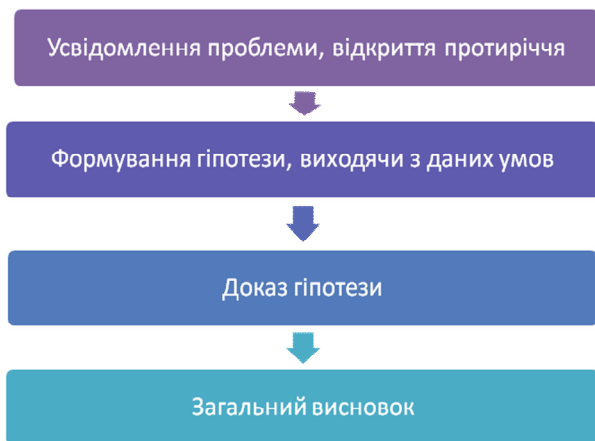 Усвідомлення проблеми, відкриття протиріччя
Формування гіпотези, виходячи з даних умов
Доказ гіпотези
Загальний висновок